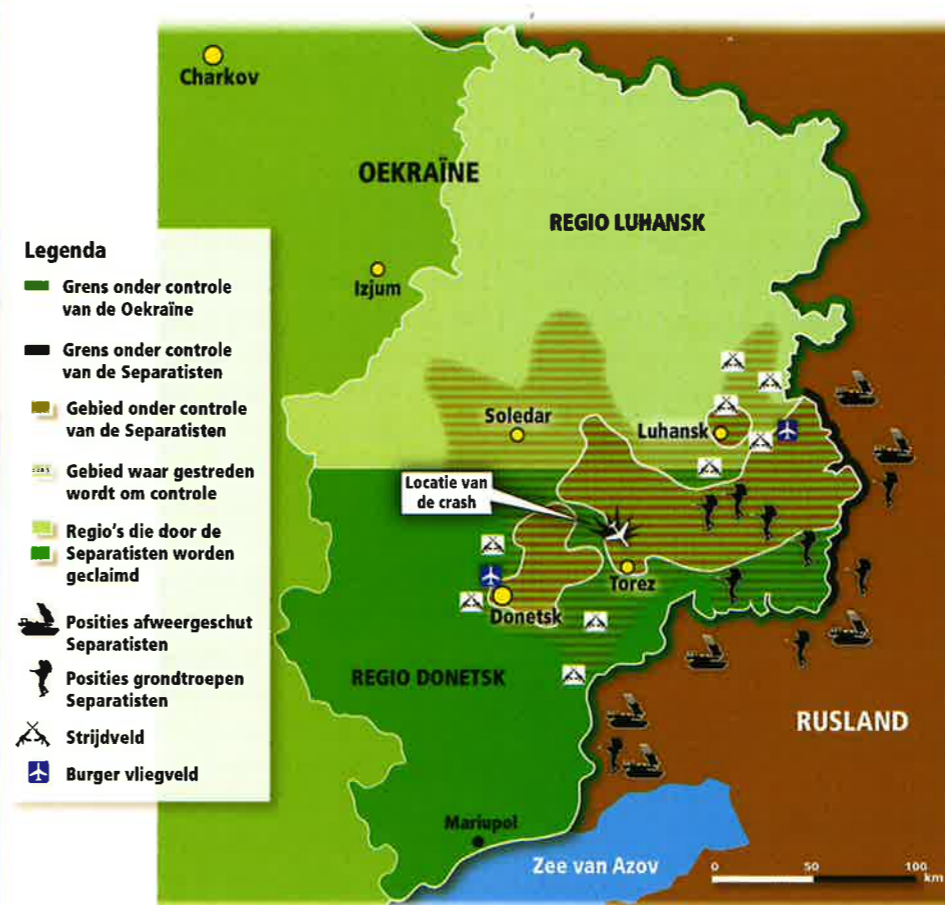 Charkov
OEKRAÏNE
REGIO LUHANSK
Izjum
Legenda
Grens onder controle
van de Oekraïne
Grens onder controle
van de Separatisten
Gebied onder controle
van de Separatisten
Gebied waar gestreden
wordt om controle
Regio's die door de
Separatisten worden
geclaimd
Posities afweergeschut
Separatisten
Posities grondtroepen
Separatisten
Strijdveld
Burger vliegveld
Soledar
Luhansk
Locatie van
de crash
Torez
Donetsk
REGIO DONETSK
RUSLAND
Mariupol
Zee van Azov
0 50 100
km